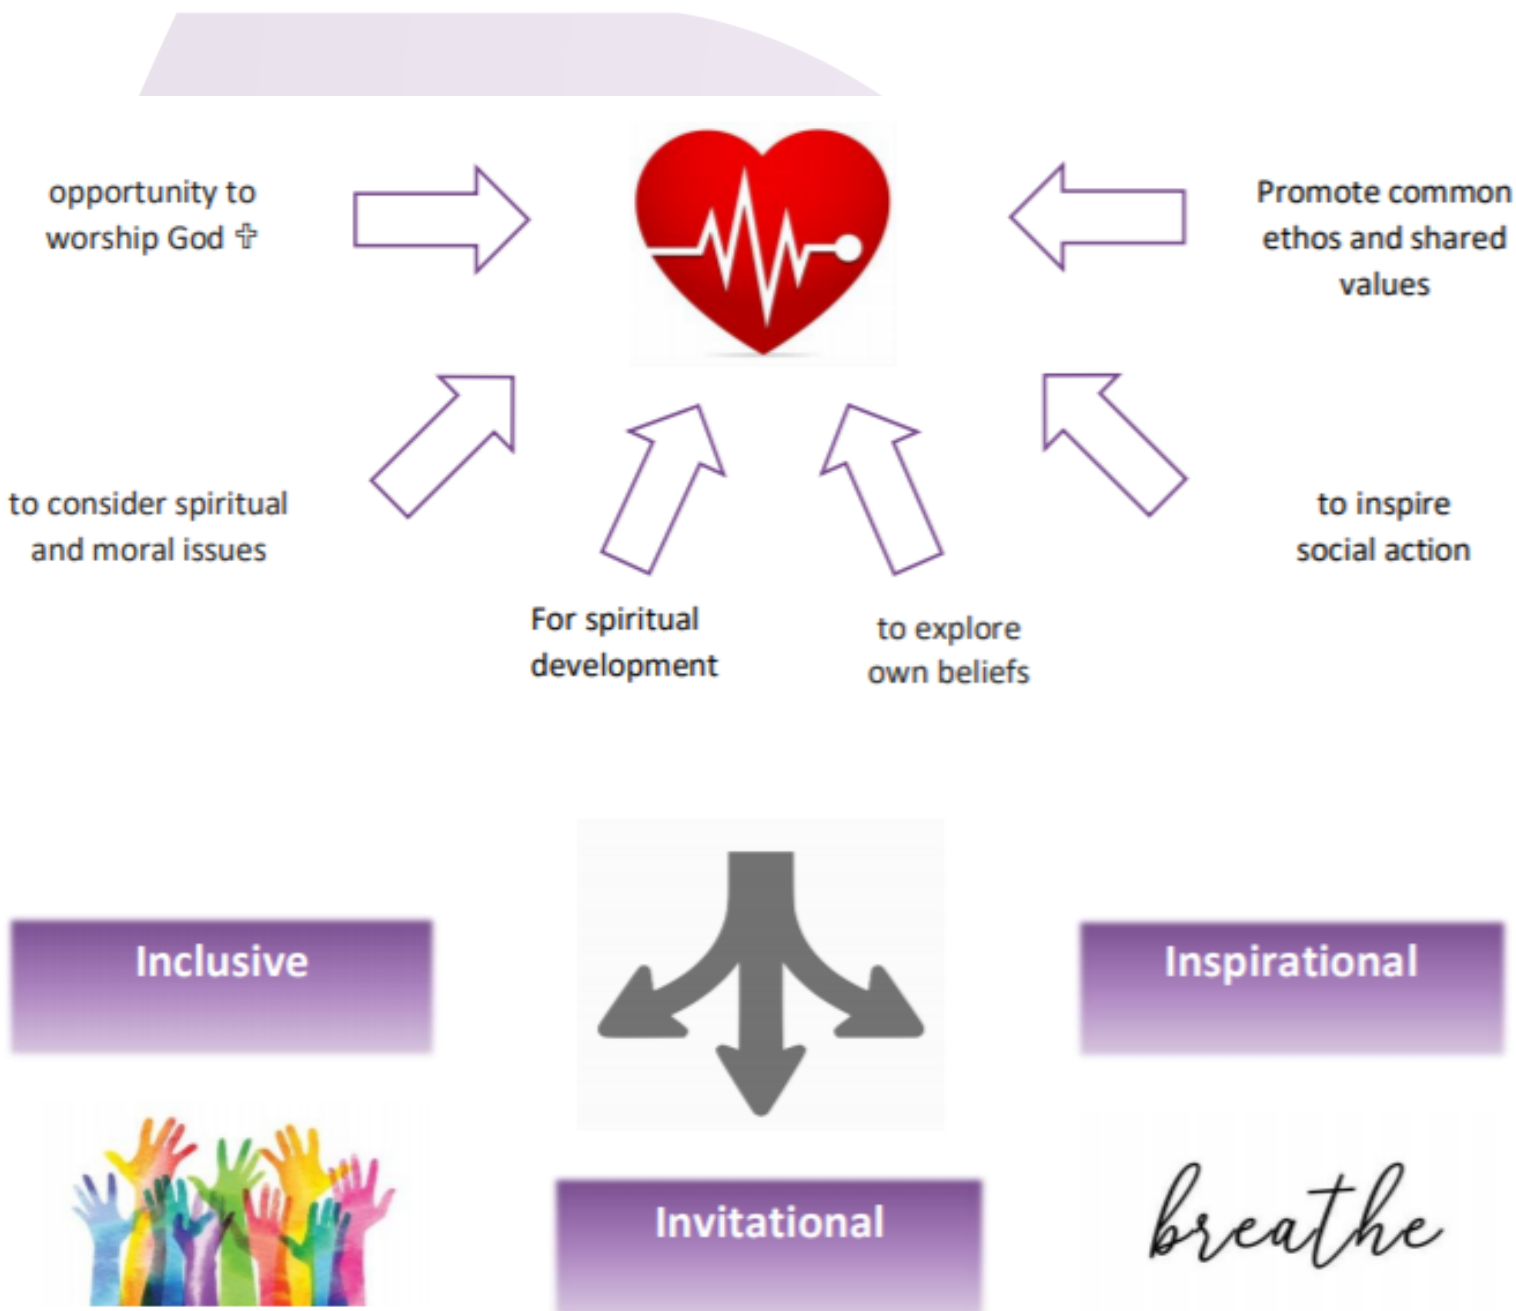 opportunity to
worship God ✞
Promote common
ethos and shared
values
to consider spiritual
and moral issues
to inspire
social action
For spiritual
development
to explore
own beliefs
Inclusive
Inspirational
Invitational
breathe